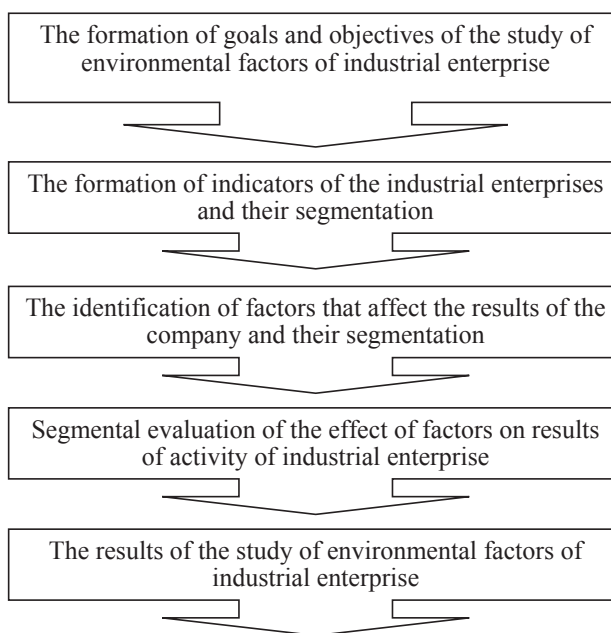 The formation of goals and objectives of the study of
environmental factors of industrial enterprise
The formation of indicators of the industrial enterprises
and their segmentation
The identification of factors that affect the results of the
company and their segmentation
Segmental evaluation of the effect of factors on results
of activity of industrial enterprise
The results of the study of environmental factors of
industrial enterprise